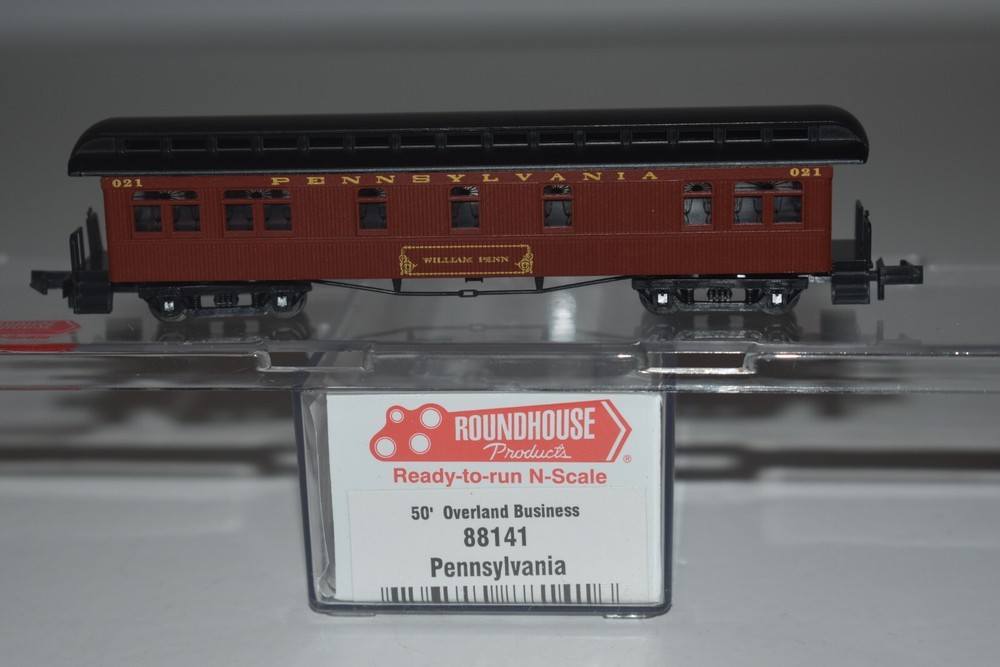 021 PENNSYLVANIA 021
WILLIAM PENN
ROUNDHOUSE
Products ®
Ready-to-run N-Scale
50' Overland Business
88141
Pennsylvania